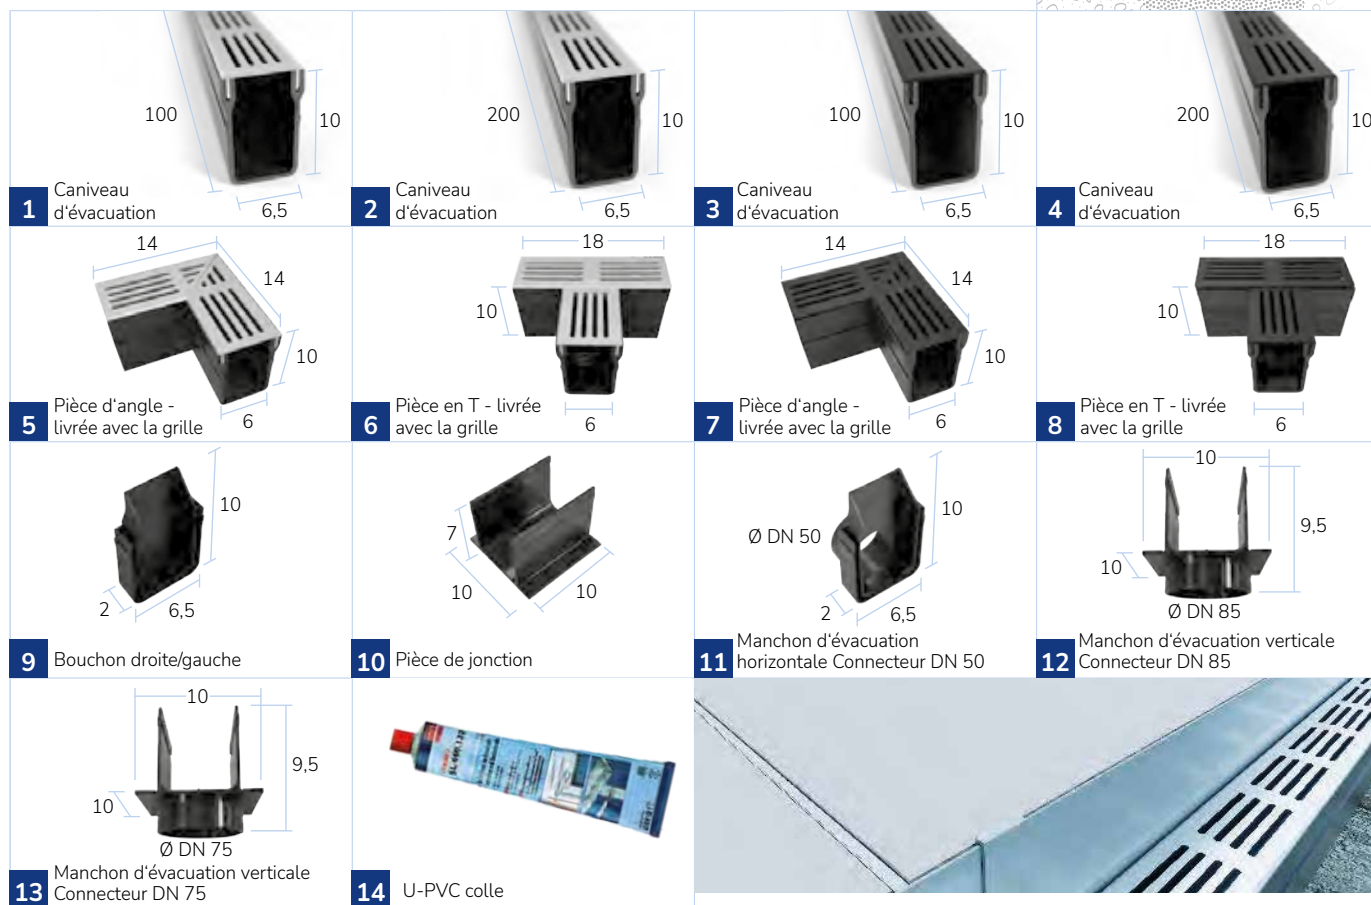 100
10
6,5
1
Caniveau
d‘évacuation
200
10
6,5
2
Caniveau
d‘évacuation
100
10
6,5
3
Caniveau
d‘évacuation
200
10
6,5
4
Caniveau
d‘évacuation
14
14
10
6
5
Pièce d‘angle -
livrée avec la grille
18
10
6
6
Pièce en T - livrée
avec la grille
14
14
10
6
7
Pièce d‘angle -
livrée avec la grille
18
10
6
8
Pièce en T - livrée
avec la grille
10
2
6,5
9
Bouchon droite/gauche
7
10
10
10
Pièce de jonction
Ø DN 50
10
2
6,5
11
Manchon d‘évacuation
horizontale Connecteur DN 50
10
9,5
10
Ø DN 85
12
Manchon d‘évacuation verticale
Connecteur DN 85
10
9,5
10
Ø DN 75
13
Manchon d‘évacuation verticale
Connecteur DN 75
14
U-PVC colle